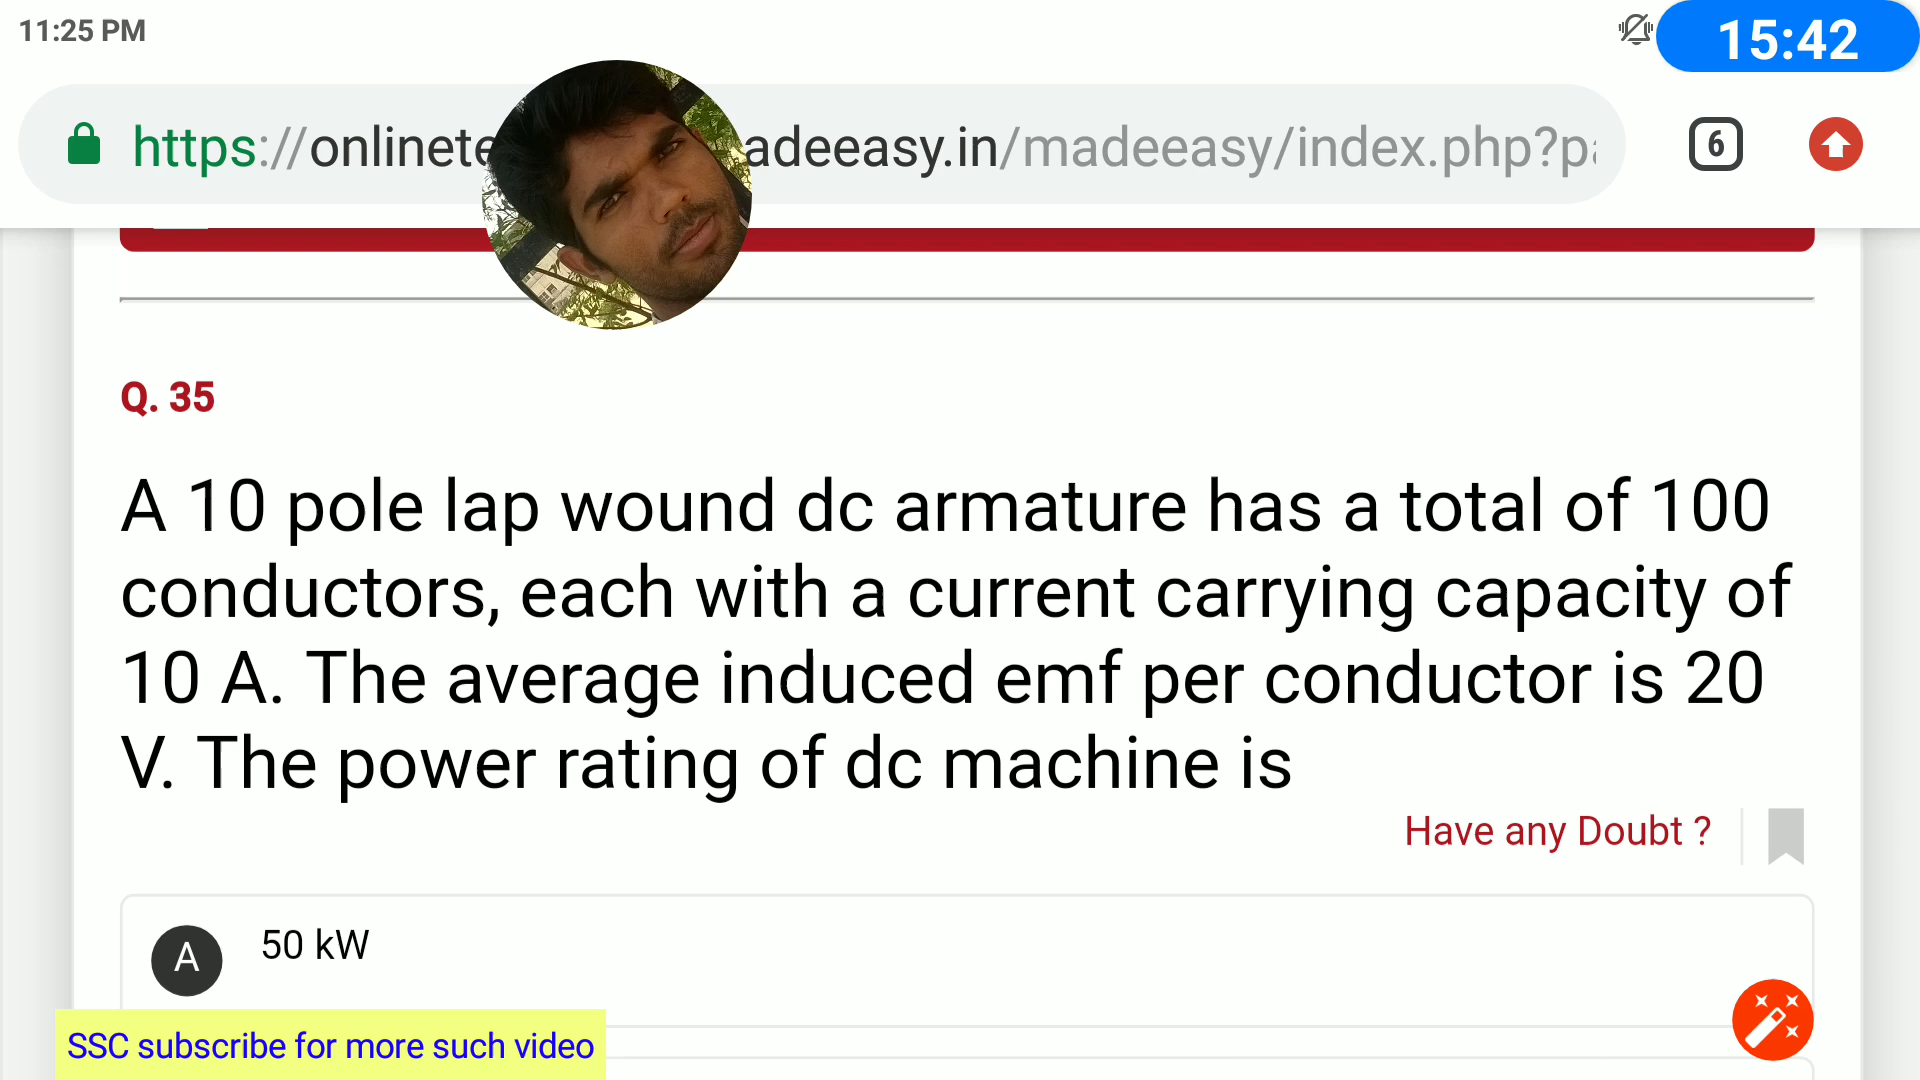 11:25 PM
15:42
https://onlinete adeeasy.in/madeeasy/index.php?p
6
Q. 35
A 10 pole lap wound dc armature has a total of 100
conductors, each with a current carrying capacity of
10 A. The average induced emf per conductor is 20
V. The power rating of dc machine is
Have any Doubt ?
A
50 kW
SSC subscribe for more such video